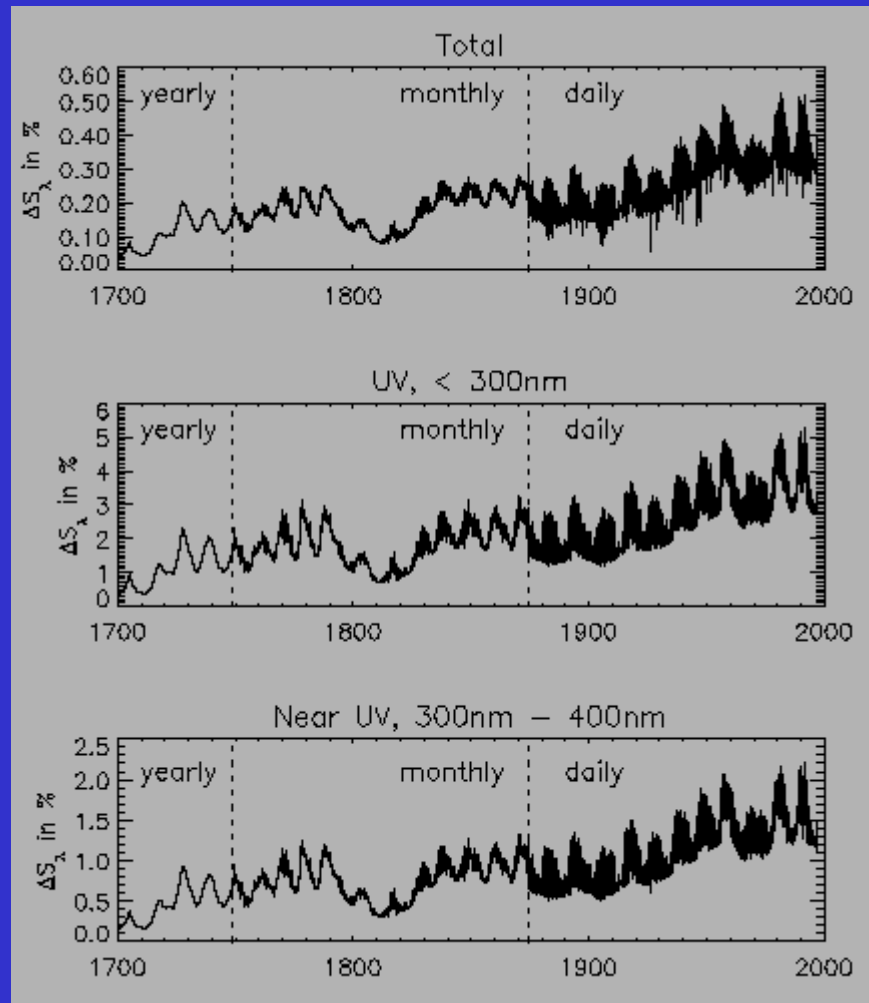 Total
0.60
0.50
0.40
0.30
0.20
0.10
0.00
ΔSλ in %
yearly
monthly
daily
1700
1800
1900
2000
UV, < 300nm
6
5
4
3
2
1
0
ΔSλ in %
yearly
monthly
daily
1700
1800
1900
2000
Near UV, 300nm – 400nm
2.5
2.0
1.5
1.0
0.5
0.0
ΔSλ in %
yearly
monthly
daily
1700
1800
1900
2000